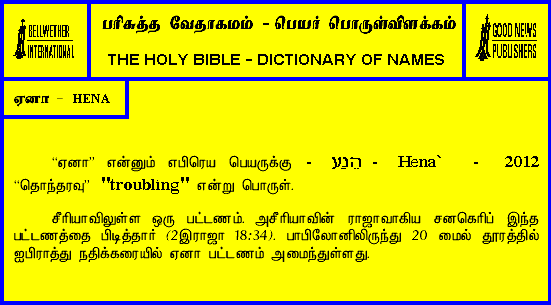 BELLWETHER
INTERNATIONAL
பரிசுத்த வேதாகமம் - பெயர் பொருள்விளக்கம்
THE HOLY BIBLE - DICTIONARY OF NAMES
GOOD NEWS
PUBLISHERS
ஏனா - HENA
“ஏனா” என்னும் எபிரெய பெயருக்கு - הֵנַע - Hena` - 2012
“தொந்தரவு” "troubling" என்று பொருள்.
சீரியாவிலுள்ள ஒரு பட்டணம். அசீரியாவின் ராஜாவாகிய சனகெரிப் இந்த
பட்டணத்தை பிடித்தார் (2இராஜா 18:34). பாபிலோனிலிருந்து 20 மைல் தூரத்தில்
ஐபிராத்து நதிக்கரையில் ஏனா பட்டணம் அமைந்துள்ளது.